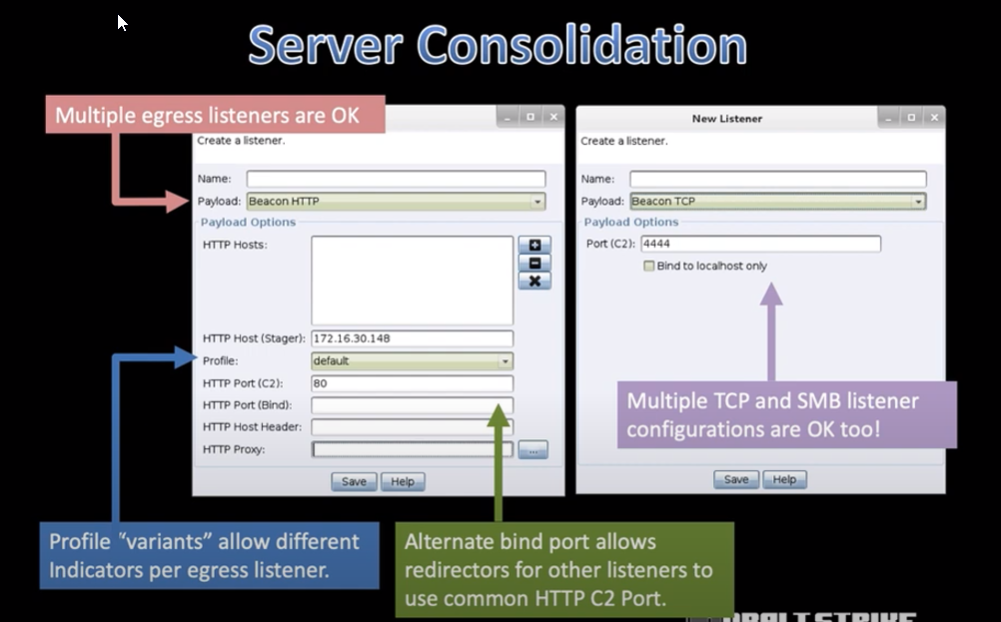 Server Consolidation
Multiple egress listeners are OK
Create a listener.
Name:
Payload: Beacon HTTP
Payload Options
HTTP Hosts:
HTTP Host (Stager): 172.16.30.148
Profile: default
HTTP Port (C2): 80
HTTP Port (Bind):
HTTP Host Header:
HTTP Proxy:
...
Save Help
New Listener
Create a listener.
Name:
Payload: Beacon TCP
Payload Options
Port (C2): 4444
Bind to localhost only
Multiple TCP and SMB listener
configurations are OK too!
Save Help
Profile "variants” allow different
Indicators per egress listener.
Alternate bind port allows
redirectors for other listeners to
use common HTTP C2 Port.